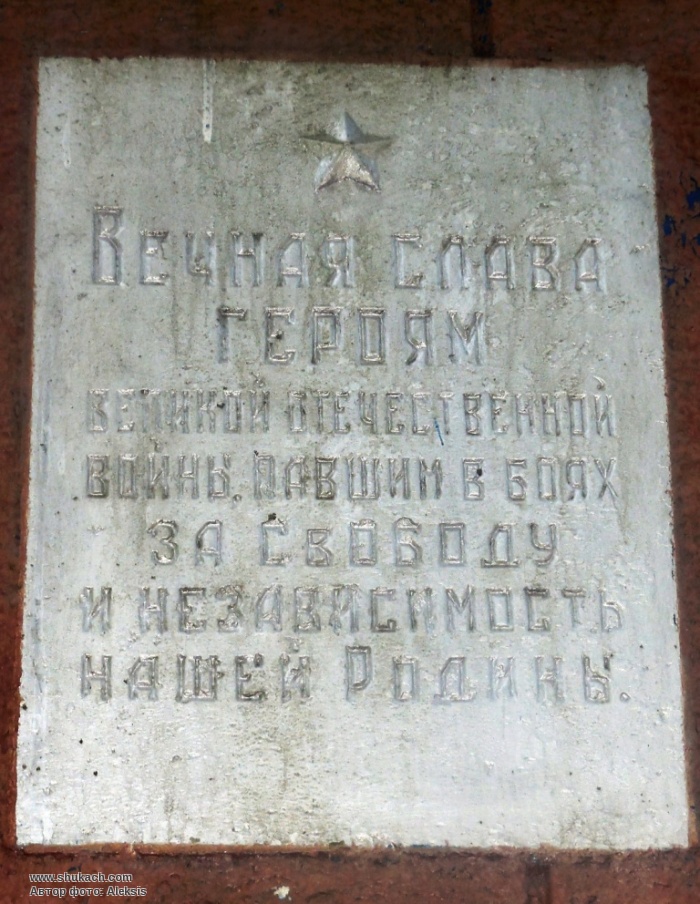 Вечная слава
героям
великой отечественной
войны, павшим в боях
за свободу
и независимость
нашей Родины.
www.shukach.com
Автор фото: Aleksis